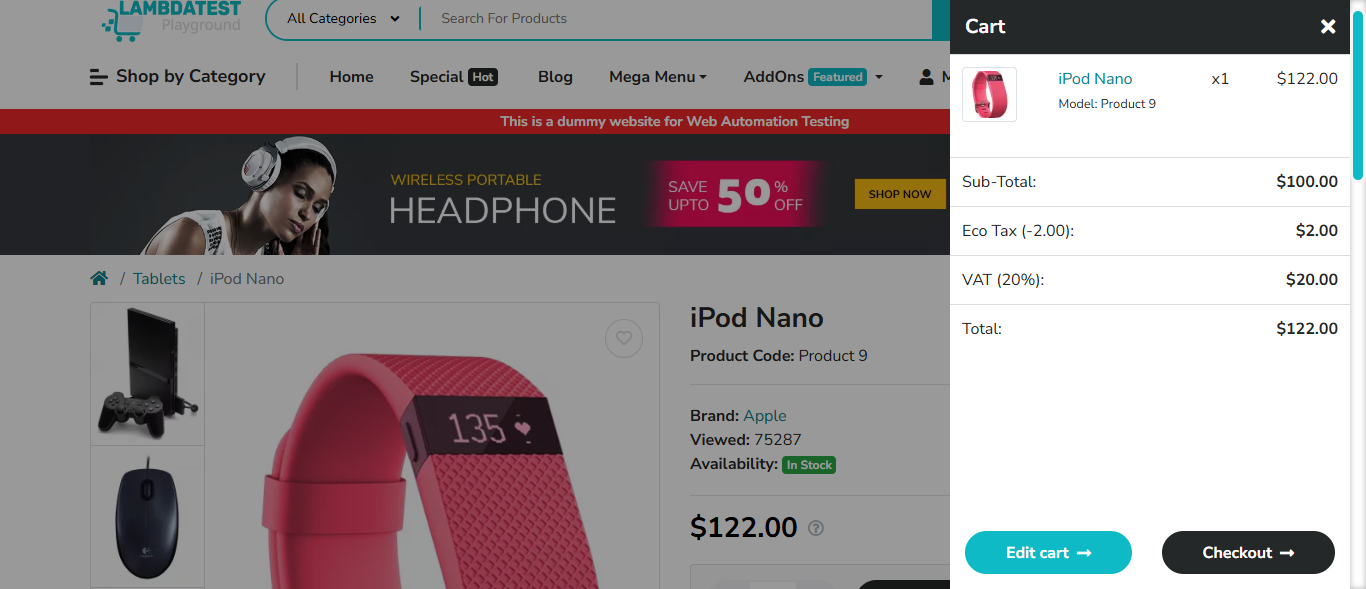 LAMBDATEST
Playground
All Categories
Search For Products
Shop by Category
Home
Special Hot
Blog
Mega Menu
AddOns Featured
M
This is a dummy website for Web Automation Testing
WIRELESS PORTABLE
HEADPHONE
SAVE UPTO 50% OFF
SHOP NOW
/ Tablets / iPod Nano
135
iPod Nano
Product Code: Product 9
Brand: Apple
Viewed: 75287
Availability: In Stock
$122.00
Cart
iPod Nano x1 $122.00
Model: Product 9
Sub-Total: $100.00
Eco Tax (-2.00): $2.00
VAT (20%): $20.00
Total: $122.00
Edit cart
Checkout